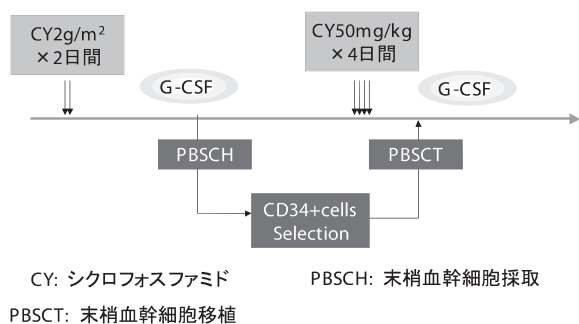 CY2g/m²
×2日間
G-CSF
CY50mg/kg
×4日間
G-CSF
PBSCH
PBSCT
CD34+cells
Selection
CY: シクロフォスファミド
PBSCH: 末梢血幹細胞採取
PBSCT: 末梢血幹細胞移植